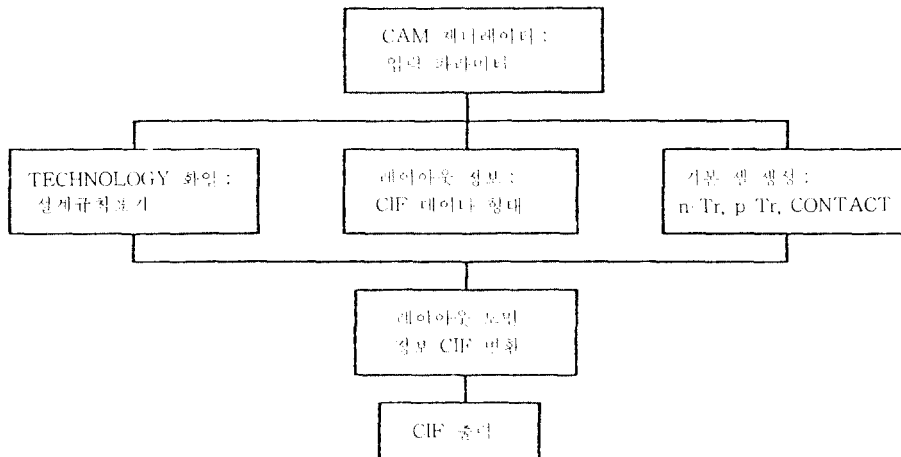 CAM 제너레이터 :
입력 파라미터
TECHNOLOGY 화일 :
설계규칙표기
레이아웃 정보 :
CIF 데이타 형태
기본 셀 생성 :
n-Tr, p Tr, CONTACT
레이아웃 도면
정보 CIF 변환
CIF 출력